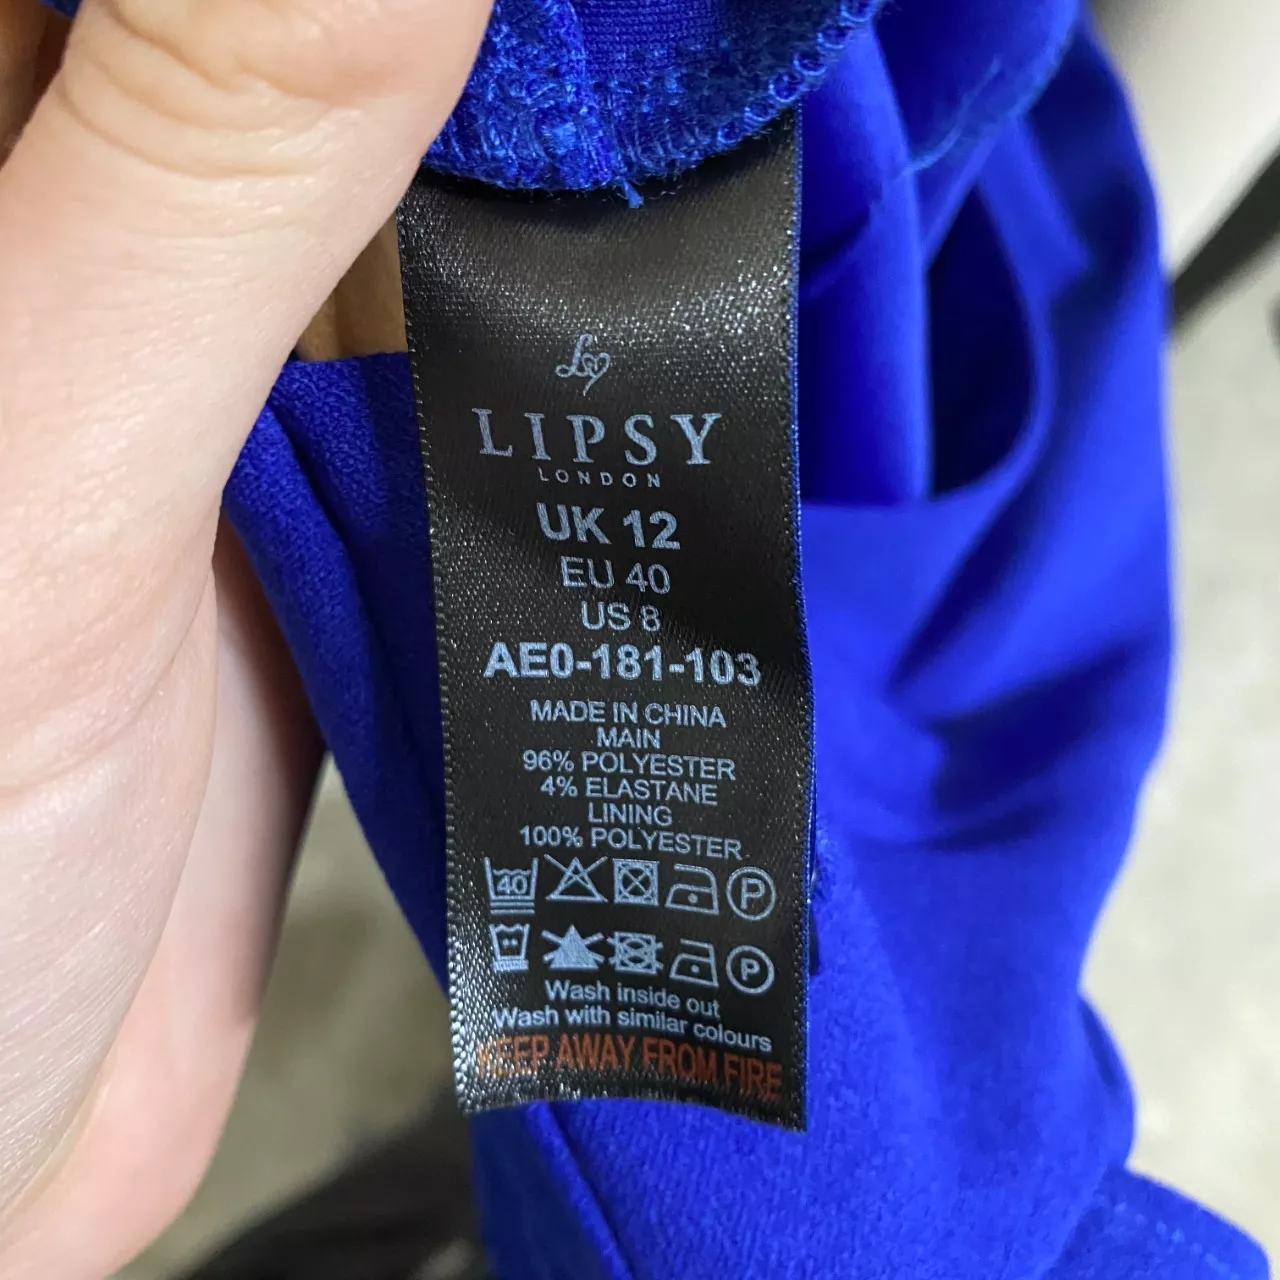 LIPSY
LONDON
UK 12
EU 40
US 8
AE0-181-103
MADE IN CHINA
MAIN
96% POLYESTER
4% ELASTANE
LINING
100% POLYESTER
40 P
P
Wash inside out
Wash with similar colours
KEEP AWAY FROM FIRE